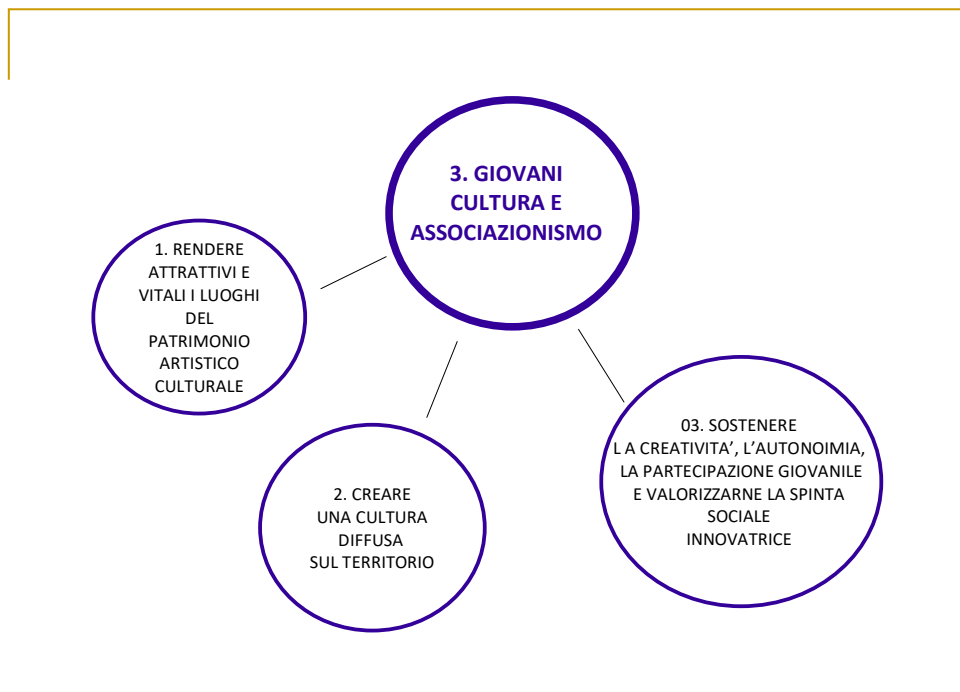 3. GIOVANI
CULTURA E
ASSOCIAZIONISMO
1. RENDERE
ATTRATTIVI E
VITALI I LUOGHI
DEL
PATRIMONIO
ARTISTICO
CULTURALE
2. CREARE
UNA CULTURA
DIFFUSA
SUL TERRITORIO
03. SOSTENERE
L A CREATIVITA’, L’AUTONOIMIA,
LA PARTECIPAZIONE GIOVANILE
E VALORIZZARNE LA SPINTA
SOCIALE
INNOVATRICE